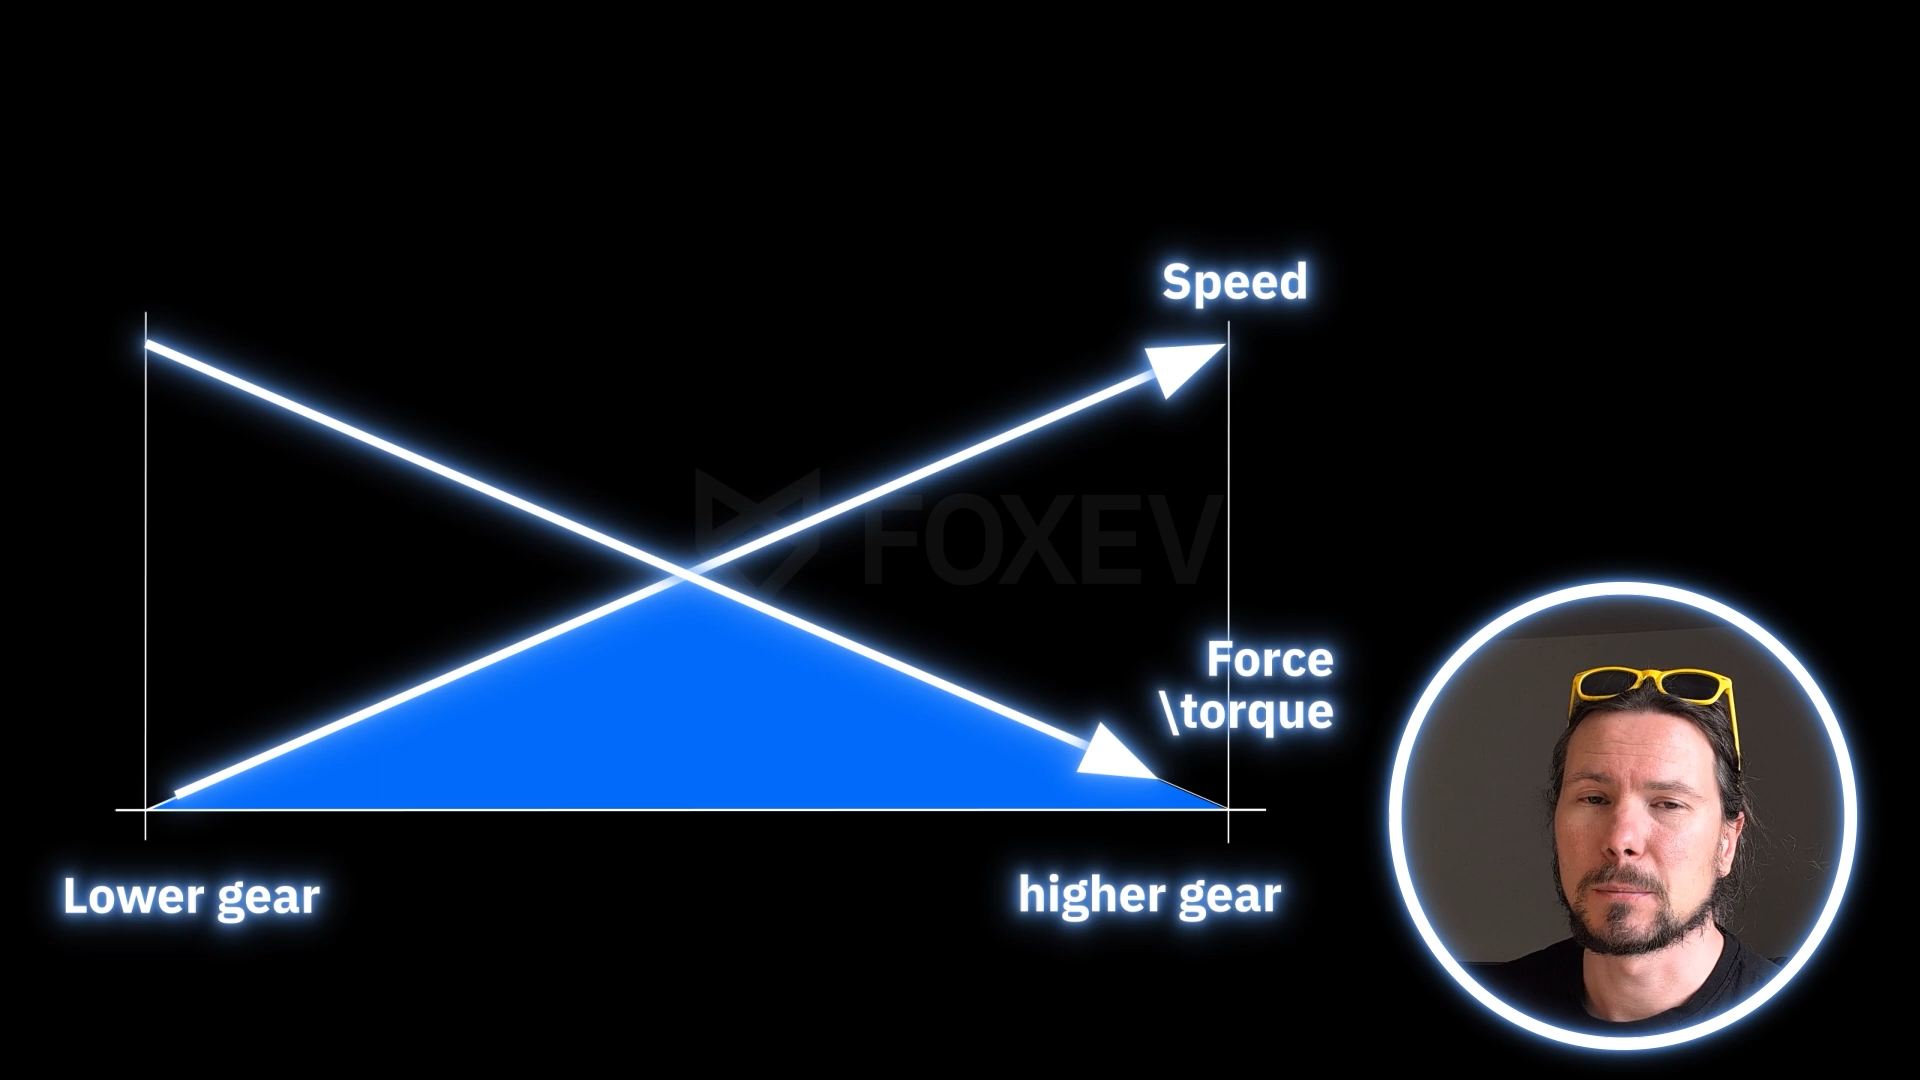 Speed
FOXEV
Force
\torque
Lower gear
higher gear